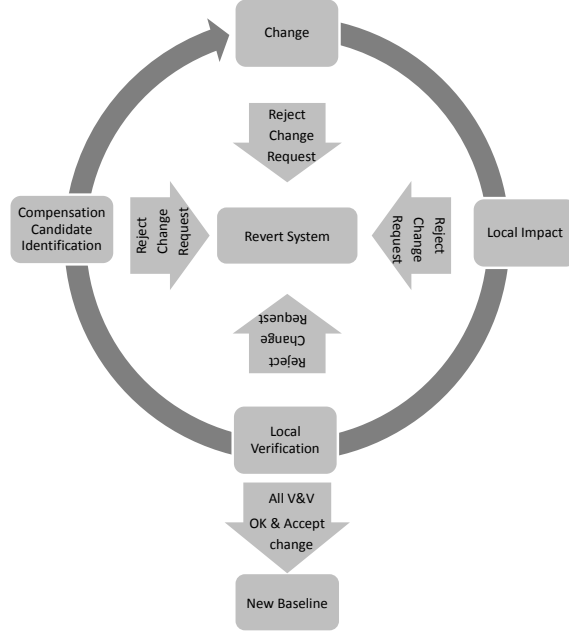 Change
Reject
Change
Request
Compensation
Candidate
Identification
Reject
Change
Request
Revert System
Reject
Change
Request
Local Impact
Reject
Change
Request
Local
Verification
All V&V
OK & Accept
change
New Baseline